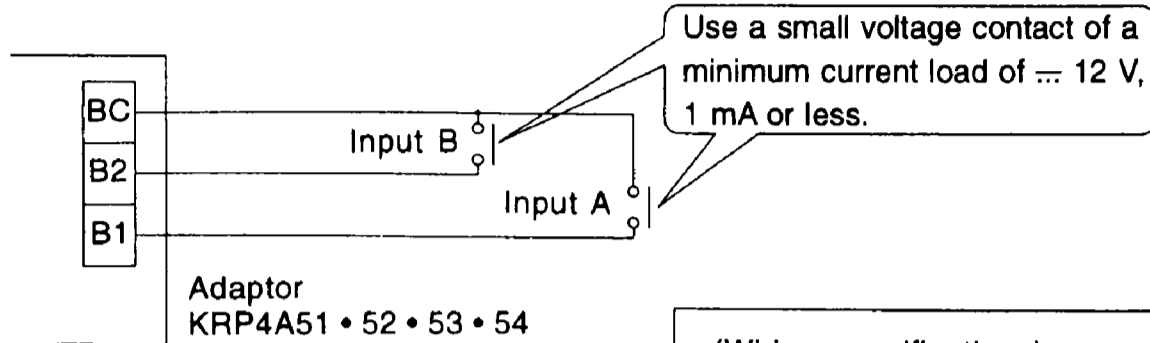 Use a small voltage contact of a
minimum current load of ⎓ 12 V,
1 mA or less.
BC
Input B
B2
Input A
B1
Adaptor
KRP4A51 • 52 • 53 • 54